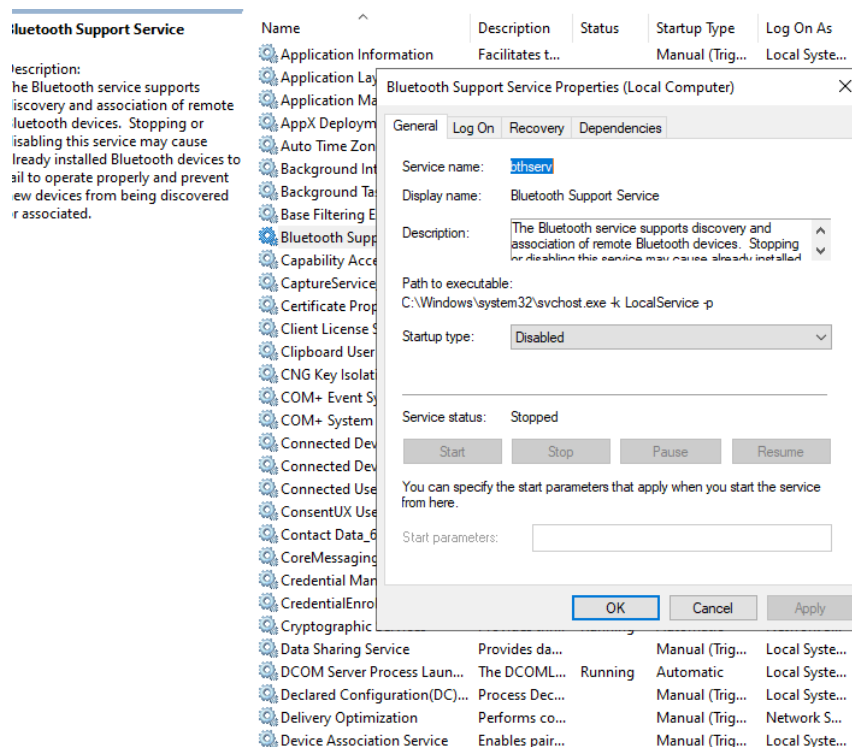 Bluetooth Support Service
Description:
The Bluetooth service supports
discovery and association of remote
Bluetooth devices. Stopping or
disabling this service may cause
already installed Bluetooth devices to
fail to operate properly and prevent
new devices from being discovered
or associated.
Name Description Status Startup Type Log On As
Application Information Facilitates t... Manual (Trig... Local Syste...
Application Lay
Application Ma
AppX Deploym
Auto Time Zon
Background Int
Background Ta
Base Filtering E
Bluetooth Supp
Capability Acce
CaptureService
Certificate Prop
Client License S
Clipboard User
CNG Key Isolati
COM+ Event Sy
COM+ System
Connected Dev
Connected Dev
Connected Use
ConsentUX Use
Contact Data_6
CoreMessaging
Credential Man
CredentialEnrol
Cryptographic
Data Sharing Service Provides da... Manual (Trig... Local Syste...
DCOM Server Process Laun... The DCOML... Running Automatic Local Syste...
Declared Configuration(DC)... Process Dec... Manual (Trig... Local Syste...
Delivery Optimization Performs co... Manual (Trig... Network S...
Device Association Service Enables pair... Manual (Trig... Local Syste...
Bluetooth Support Service Properties (Local Computer)
General Log On Recovery Dependencies
Service name: bthserv
Display name: Bluetooth Support Service
Description: The Bluetooth service supports discovery and
association of remote Bluetooth devices. Stopping
or disabling this service may cause already installed
Path to executable:
C:\Windows\system32\svchost.exe -k LocalService -p
Startup type: Disabled
Service status: Stopped
Start Stop Pause Resume
You can specify the start parameters that apply when you start the service
from here.
Start parameters:
OK Cancel Apply